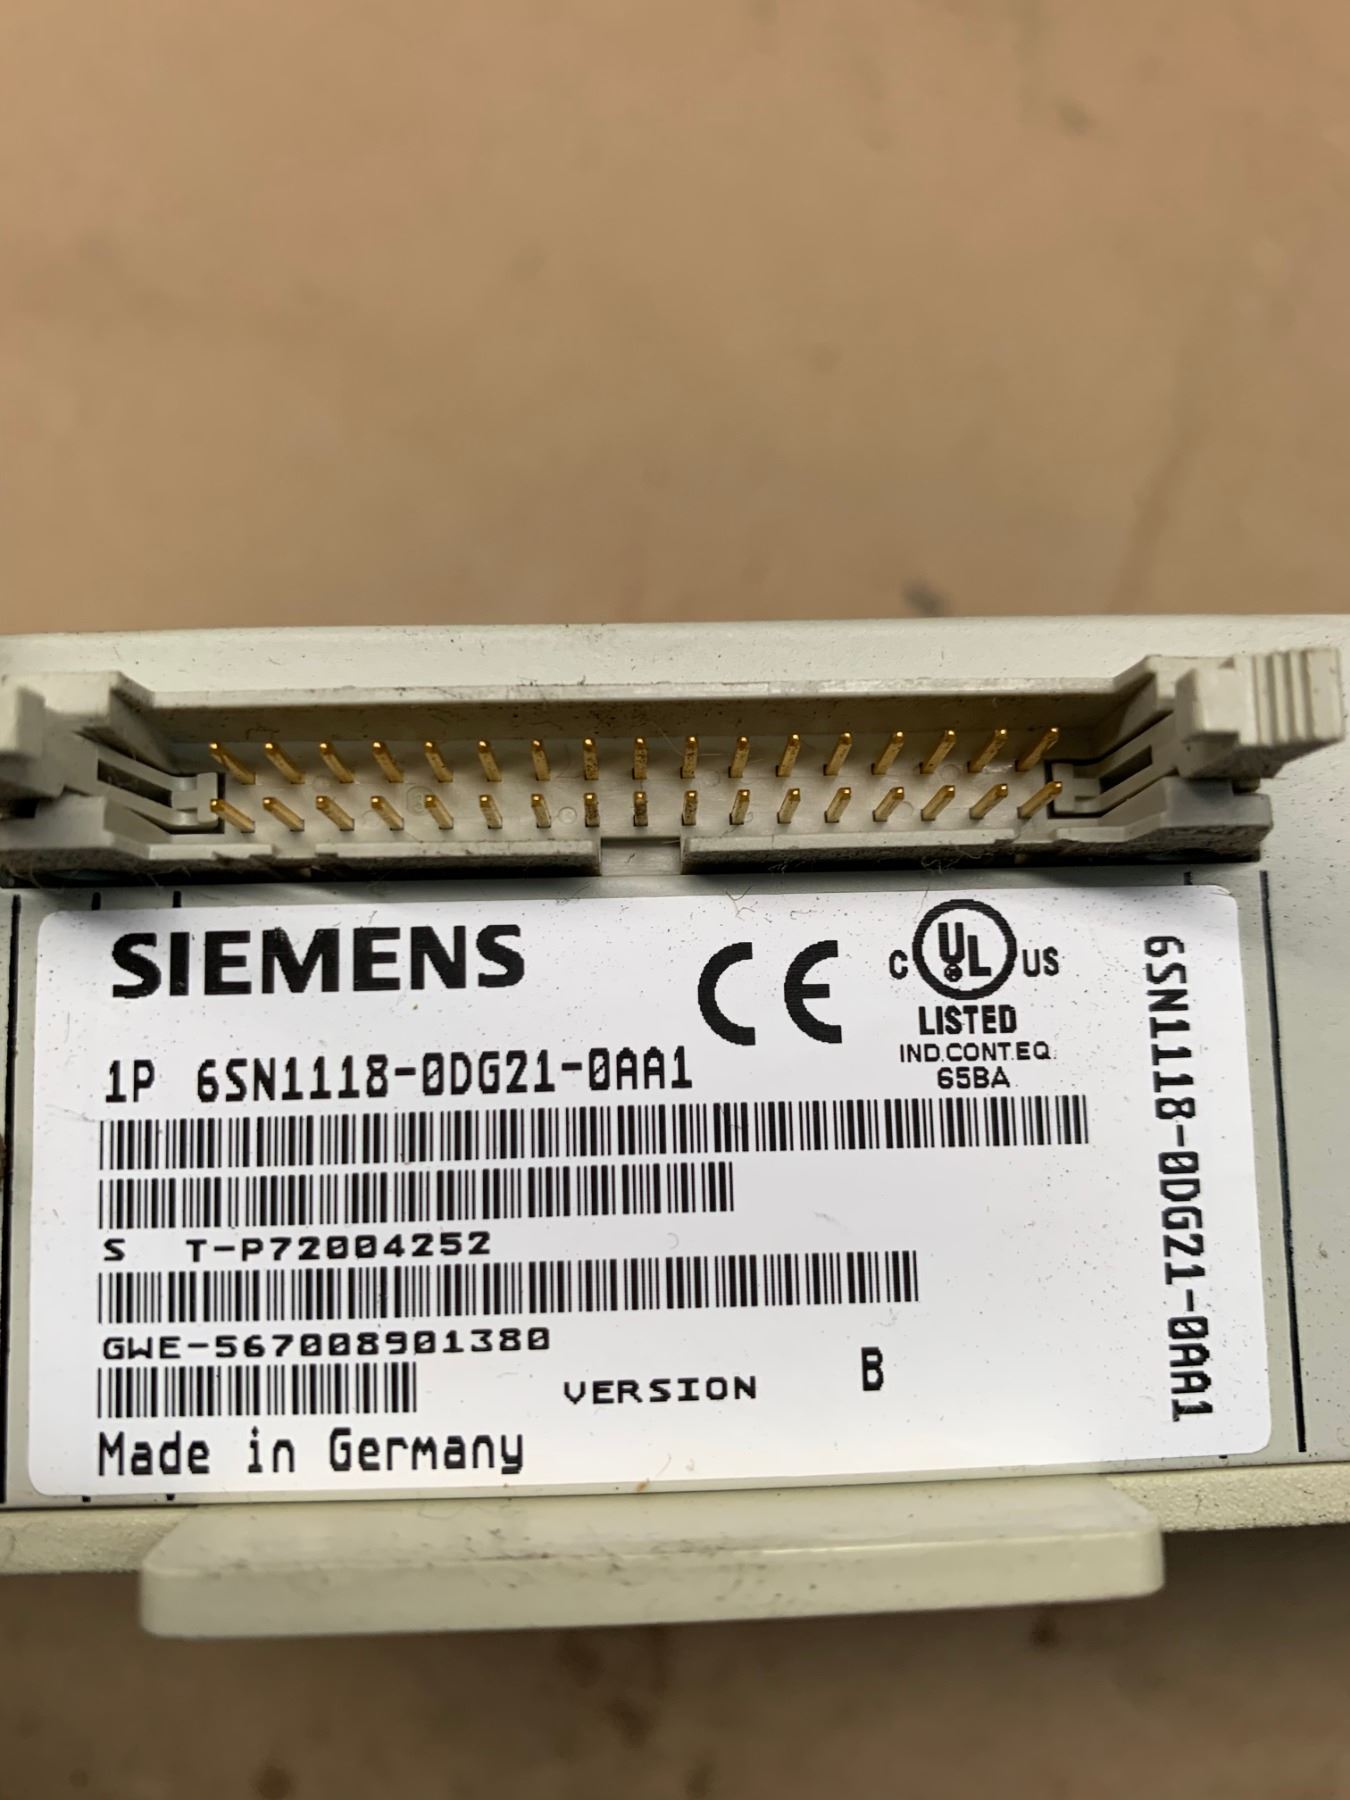 SIEMENS
CE
C UL US
LISTED
IND.CONT.EQ.
65BA
1P 6SN1118-0DG21-0AA1
S T-P72004252
GWE-567008901380
VERSION B
Made in Germany
6SN1118-0DG21-0AA1